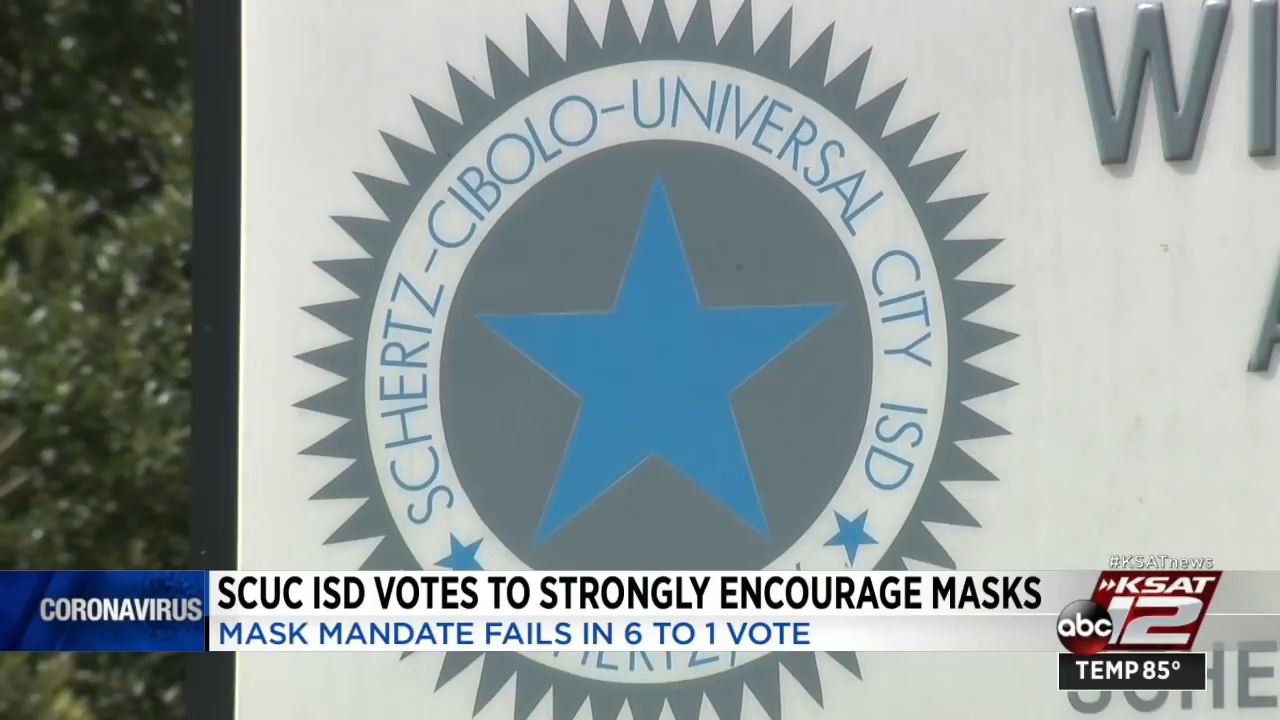 SCHERTZ-CIBOLO-UNIVERSAL CITY ISD
WI
#KSATnews
CORONAVIRUS
SCUC ISD VOTES TO STRONGLY ENCOURAGE MASKS
MASK MANDATE FAILS IN 6 TO 1 VOTE
abc
KSAT
12
TEMP 85°